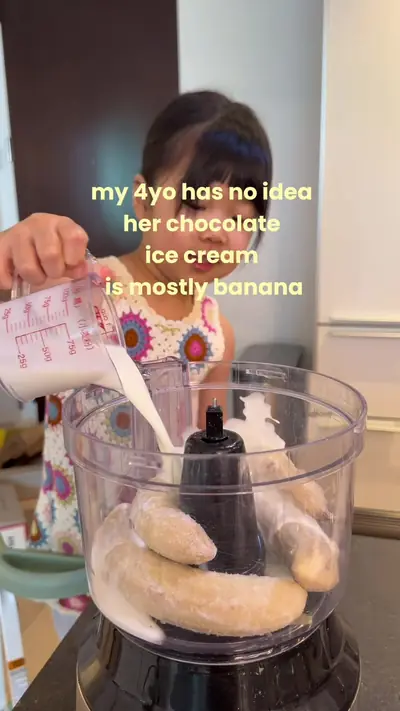 my 4yo has no idea
her chocolate
ice cream
is mostly banana